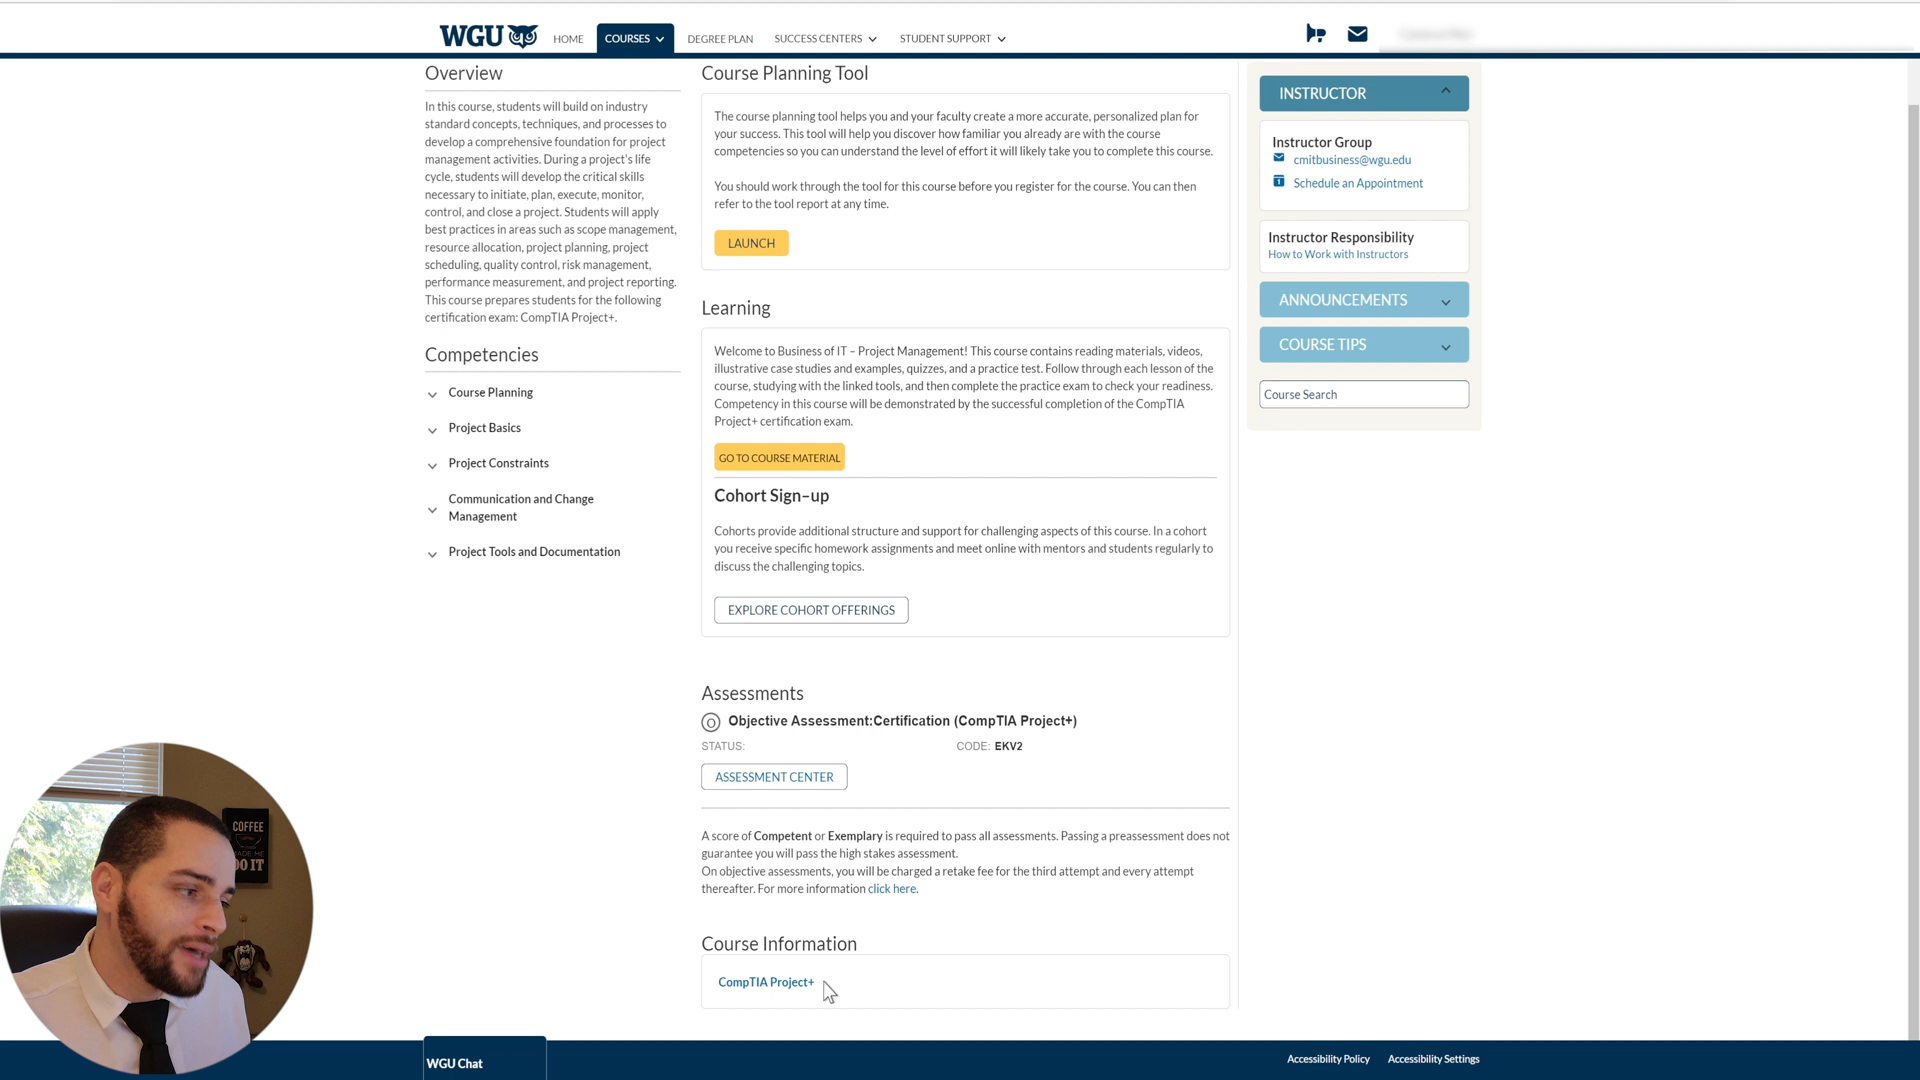 WGU
HOME
COURSES
DEGREE PLAN
SUCCESS CENTERS
STUDENT SUPPORT
Overview
In this course, students will build on industry
standard concepts, techniques, and processes to
develop a comprehensive foundation for project
management activities. During a project's life
cycle, students will develop the critical skills
necessary to initiate, plan, execute, monitor,
control, and close a project. Students will apply
best practices in areas such as scope management,
resource allocation, project planning, project
scheduling, quality control, risk management,
performance measurement, and project reporting.
This course prepares students for the following
certification exam: CompTIA Project+.
Competencies
Course Planning
Project Basics
Project Constraints
Communication and Change
Management
Project Tools and Documentation
Course Planning Tool
The course planning tool helps you and your faculty create a more accurate, personalized plan for
your success. This tool will help you discover how familiar you already are with the course
competencies so you can understand the level of effort it will likely take you to complete this course.
You should work through the tool for this course before you register for the course. You can then
refer to the tool report at any time.
LAUNCH
Learning
Welcome to Business of IT – Project Management! This course contains reading materials, videos,
illustrative case studies and examples, quizzes, and a practice test. Follow through each lesson of the
course, studying with the linked tools, and then complete the practice exam to check your readiness.
Competency in this course will be demonstrated by the successful completion of the CompTIA
Project+ certification exam.
GO TO COURSE MATERIAL
Cohort Sign-up
Cohorts provide additional structure and support for challenging aspects of this course. In a cohort
you receive specific homework assignments and meet online with mentors and students regularly to
discuss the challenging topics.
EXPLORE COHORT OFFERINGS
Assessments
O Objective Assessment:Certification (CompTIA Project+)
STATUS:
CODE: EKV2
ASSESSMENT CENTER
A score of Competent or Exemplary is required to pass all assessments. Passing a preassessment does not
guarantee you will pass the high stakes assessment.
On objective assessments, you will be charged a retake fee for the third attempt and every attempt
thereafter. For more information click here.
Course Information
CompTIA Project+
INSTRUCTOR
Instructor Group
cmitbusiness@wgu.edu
Schedule an Appointment
Instructor Responsibility
How to Work with Instructors
ANNOUNCEMENTS
COURSE TIPS
Course Search
COFFEE
MADE ME
DO IT
WGU Chat
Accessibility Policy
Accessibility Settings